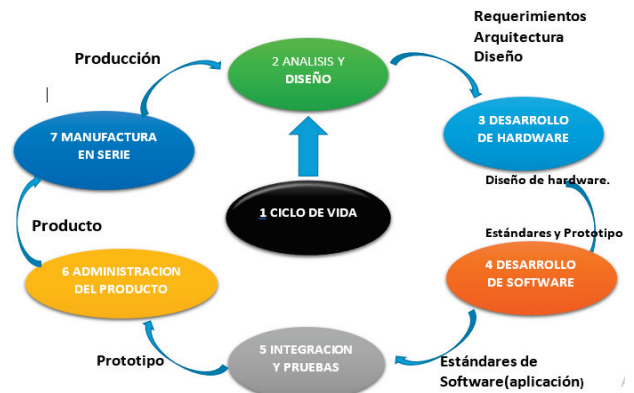 Requerimientos
Arquitectura
Diseño
Producción
2 ANALISIS Y
DISEÑO
3 DESARROLLO
DE HARDWARE
7 MANUFACTURA
EN SERIE
Diseño de hardware.
1 CICLO DE VIDA
Producto
Estándares y Prototipo
6 ADMINISTRACION
DEL PRODUCTO
4 DESARROLLO
DE SOFTWARE
5 INTEGRACION
Y PRUEBAS
Prototipo
Estándares de
Software(aplicación)